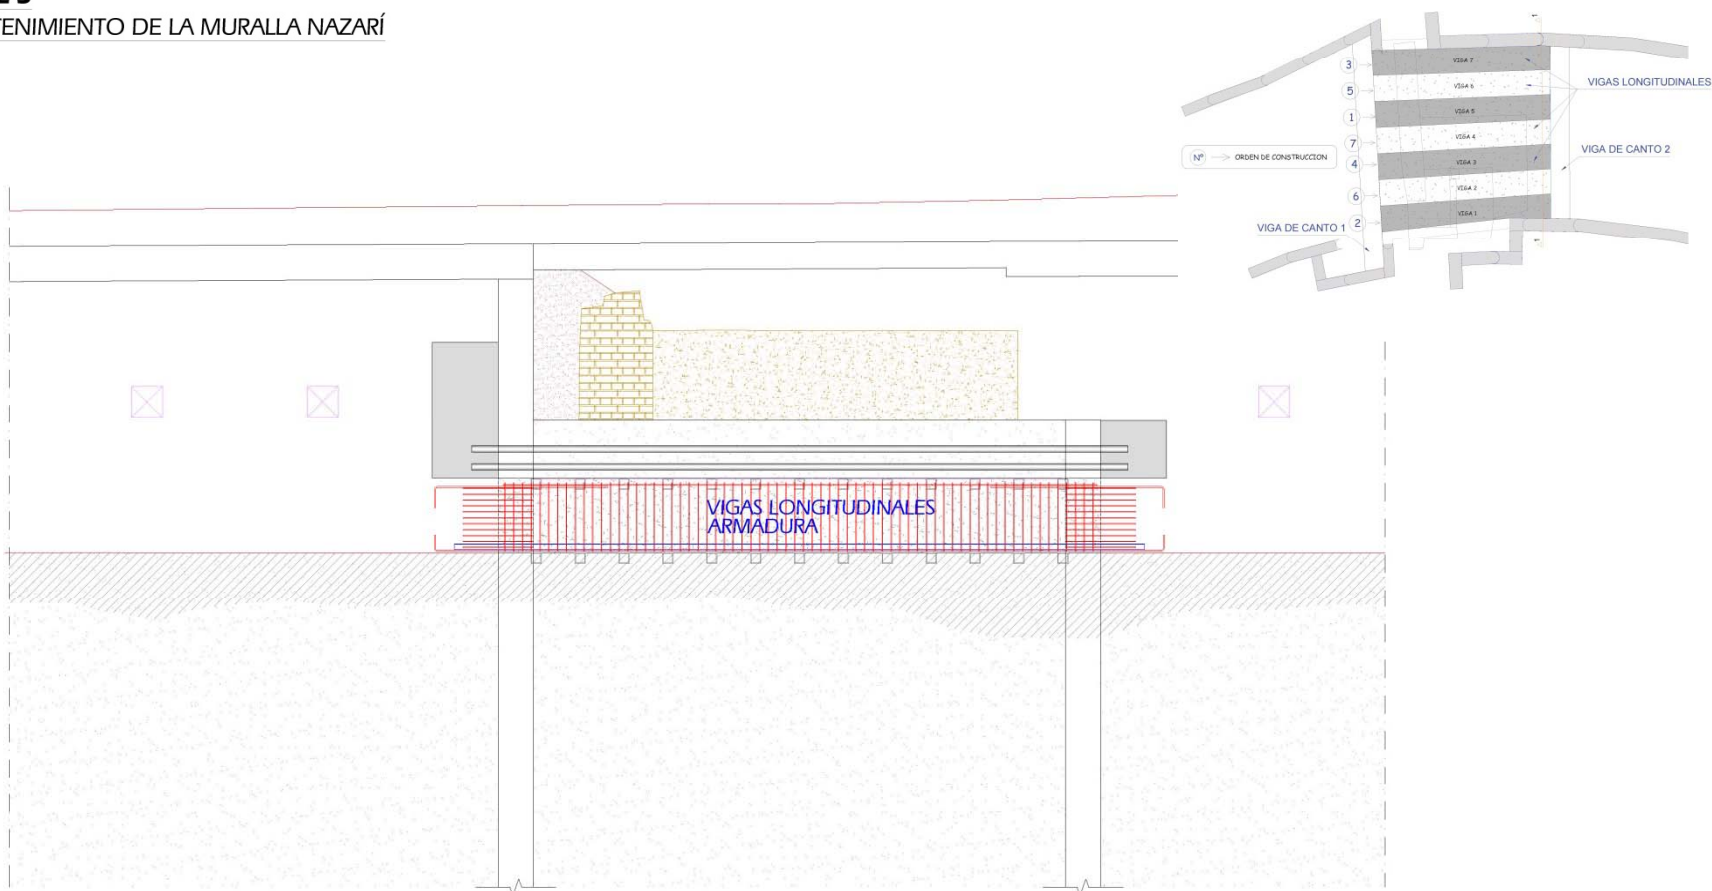 TENIMIENTO DE LA MURALLA NAZARÍ
3
VIGA 7
5
VIGA 6
VIGAS LONGITUDINALES
1
VIGA 5
7
VIGA 4
Nº
ORDEN DE CONSTRUCCION
4
VIGA 3
VIGA DE CANTO 2
6
VIGA 2
2
VIGA 1
VIGA DE CANTO 1
VIGAS LONGITUDINALES
ARMADURA